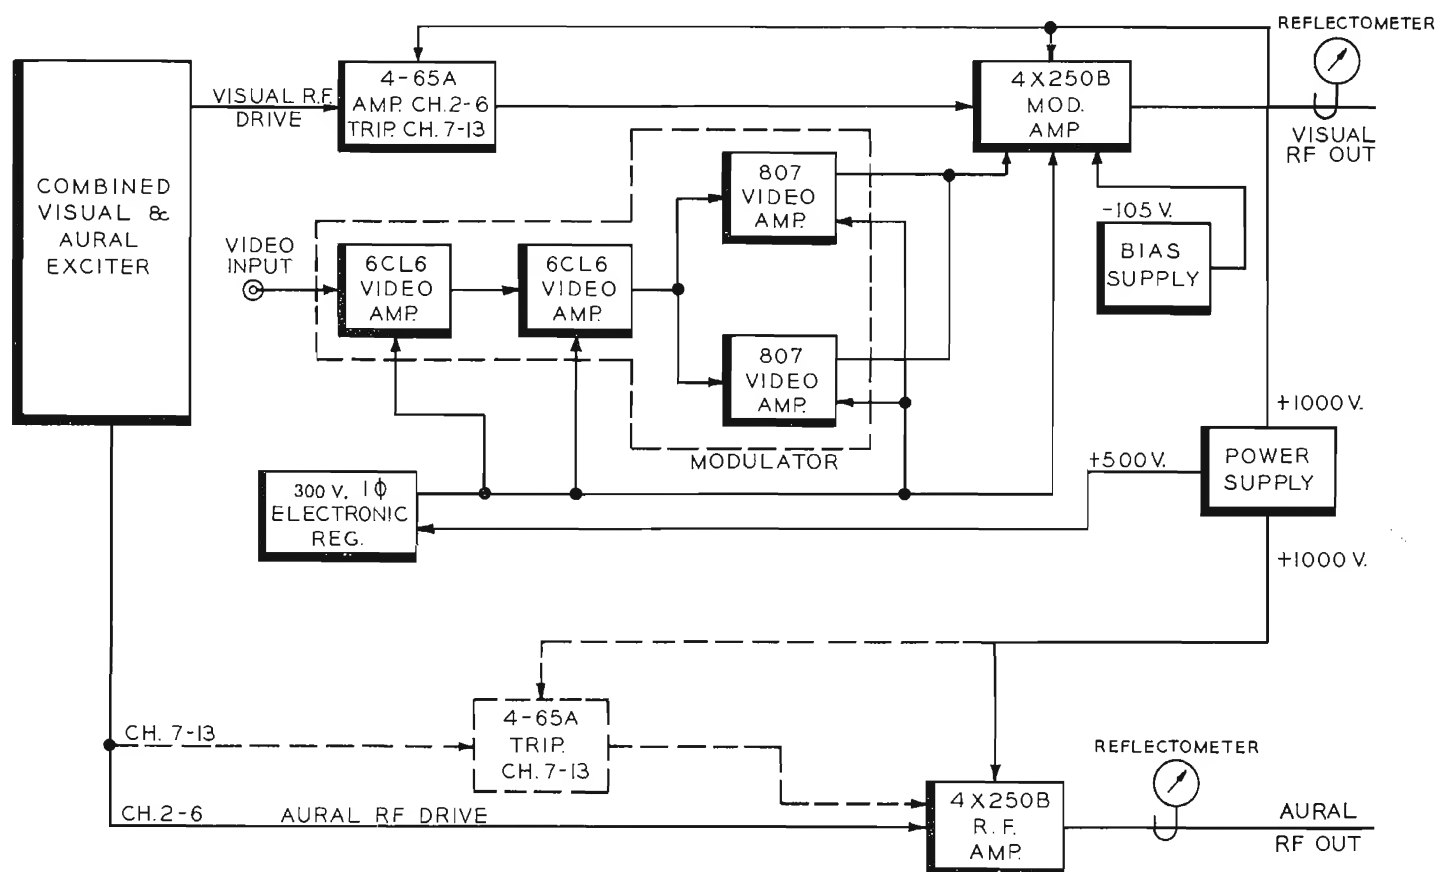 REFLECTOMETER
4-65A
AMP. CH.2-6
TRIP. CH. 7-13
4X250B
MOD.
AMP
VISUAL R.F.
DRIVE
VISUAL
RF OUT
COMBINED
VISUAL &
AURAL
EXCITER
807
VIDEO
AMP.
-105 V.
BIAS
SUPPLY
VIDEO
INPUT
6CL6
VIDEO
AMP.
6CL6
VIDEO
AMP.
807
VIDEO
AMP.
MODULATOR
+1000 V.
+500V.
POWER
SUPPLY
300 V. 1ϕ
ELECTRONIC
REG.
+1000 V.
4-65A
TRIP.
CH. 7-13
CH. 7-13
REFLECTOMETER
CH.2-6
AURAL RF DRIVE
4X250B
R.F.
AMP.
AURAL
RF OUT